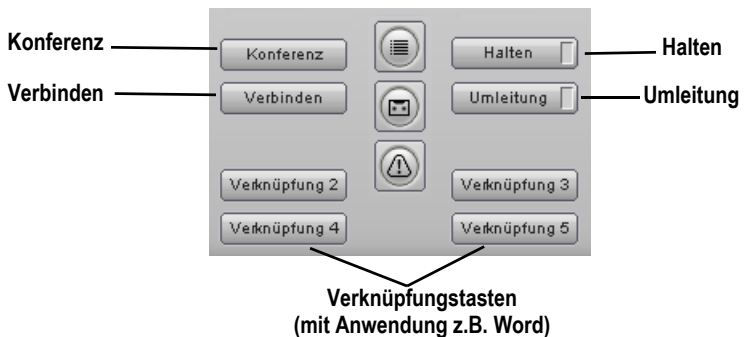 Konferenz
Konferenz
Halten
Halten
Verbinden
Verbinden
Umleitung
Umleitung
Verknüpfung 2
Verknüpfung 3
Verknüpfung 4
Verknüpfung 5
Verknüpfungstasten
(mit Anwendung z.B. Word)